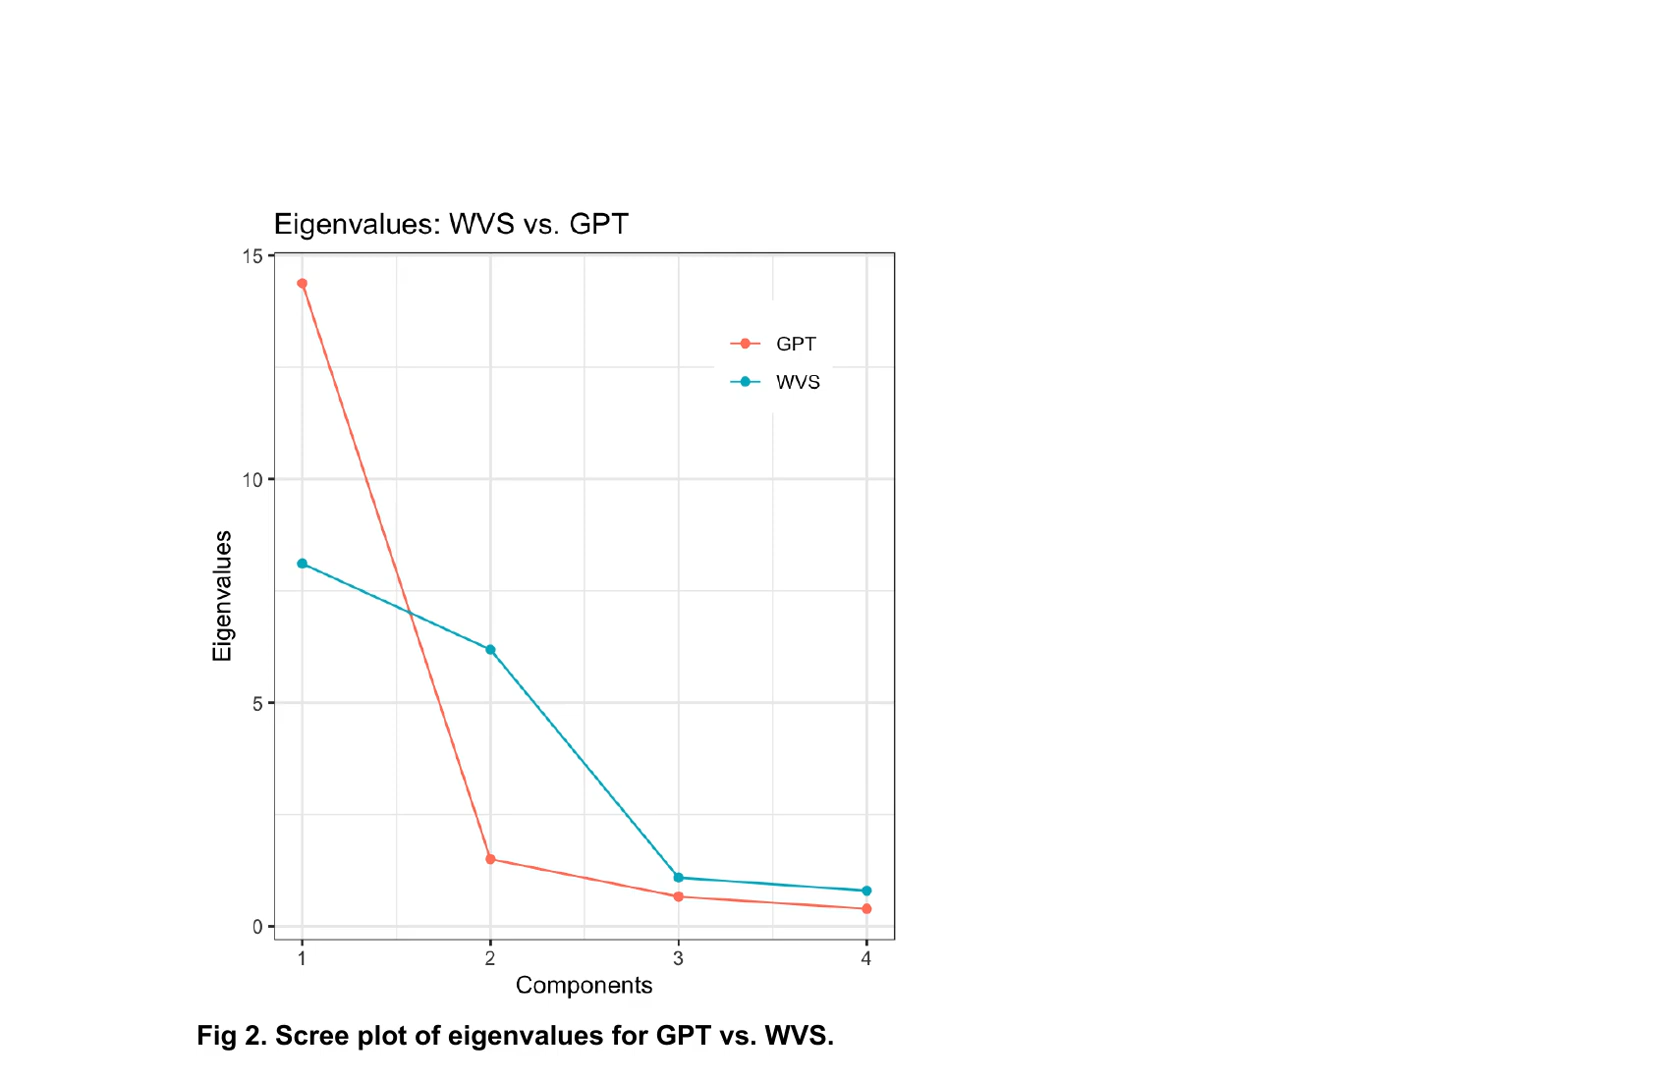 Eigenvalues: WVS vs. GPT
15
10
5
0
Eigenvalues
GPT
WVS
1 2 3 4
Components
Fig 2. Scree plot of eigenvalues for GPT vs. WVS.